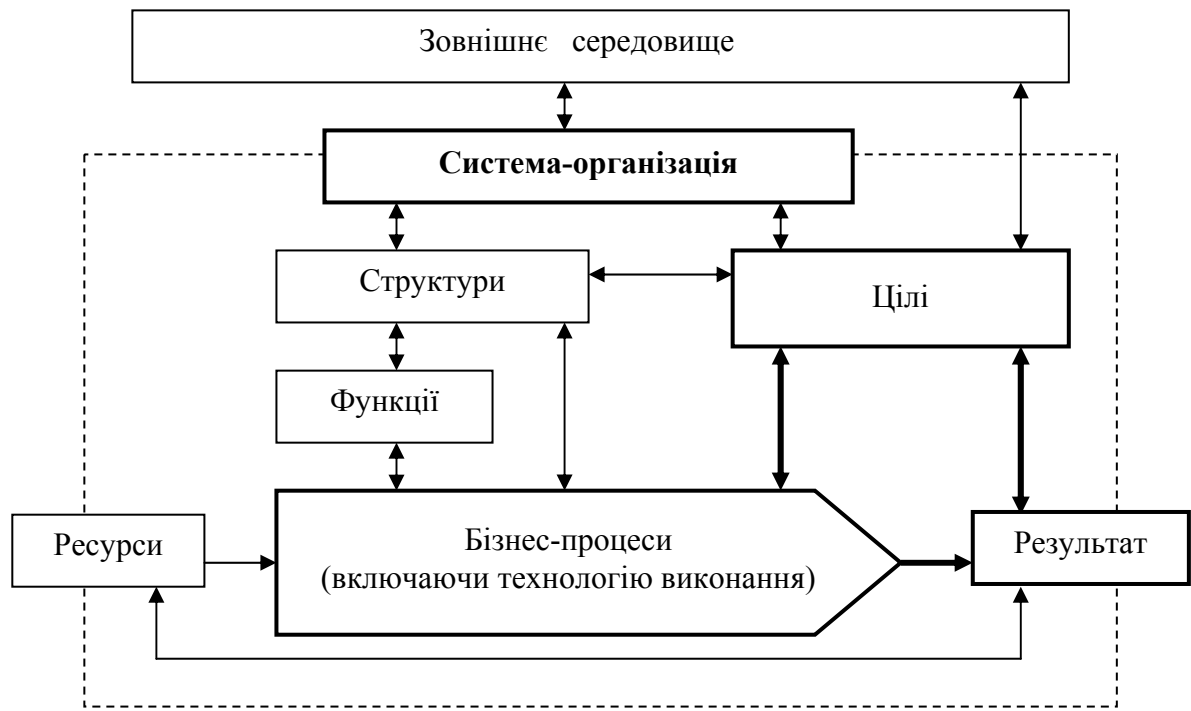 Зовнішнє середовище
Система-організація
Структури
Цілі
Функції
Ресурси
Бізнес-процеси
(включаючи технологію виконання)
Результат